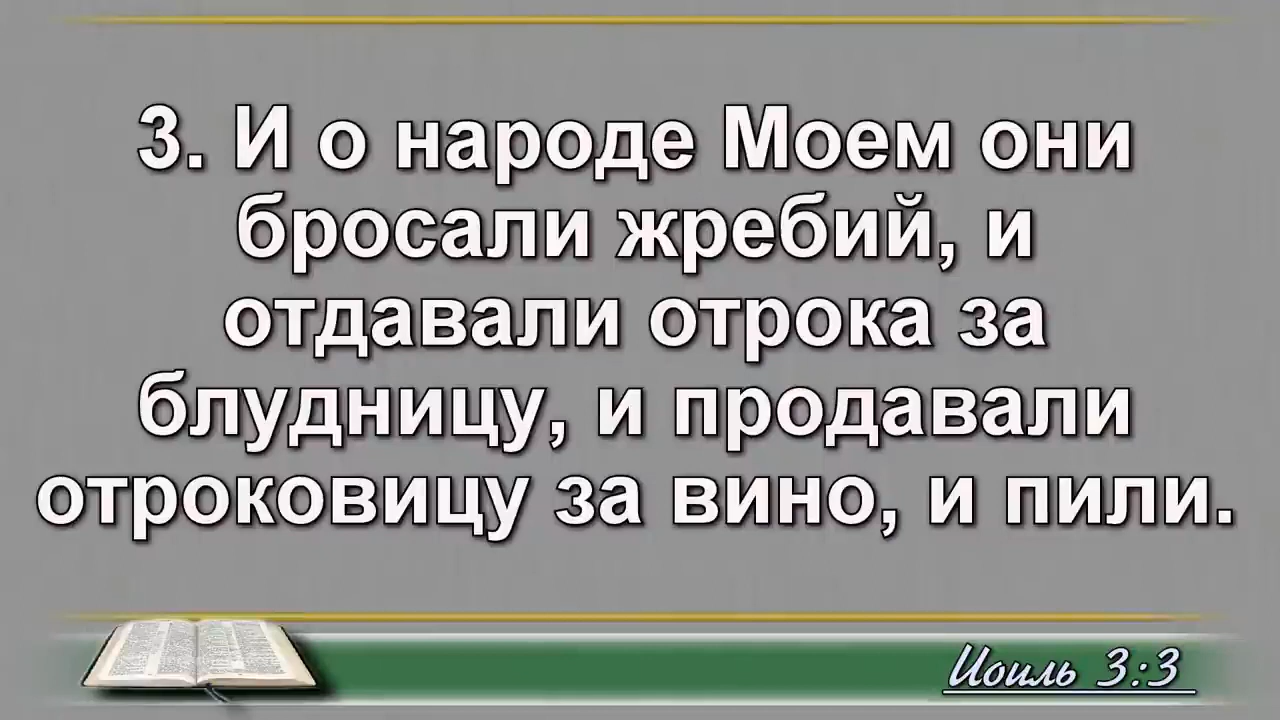 3. И о народе Моем они
бросали жребий, и
отдавали отрока за
блудницу, и продавали
отроковицу за вино, и пили.
Иоиль 3:3